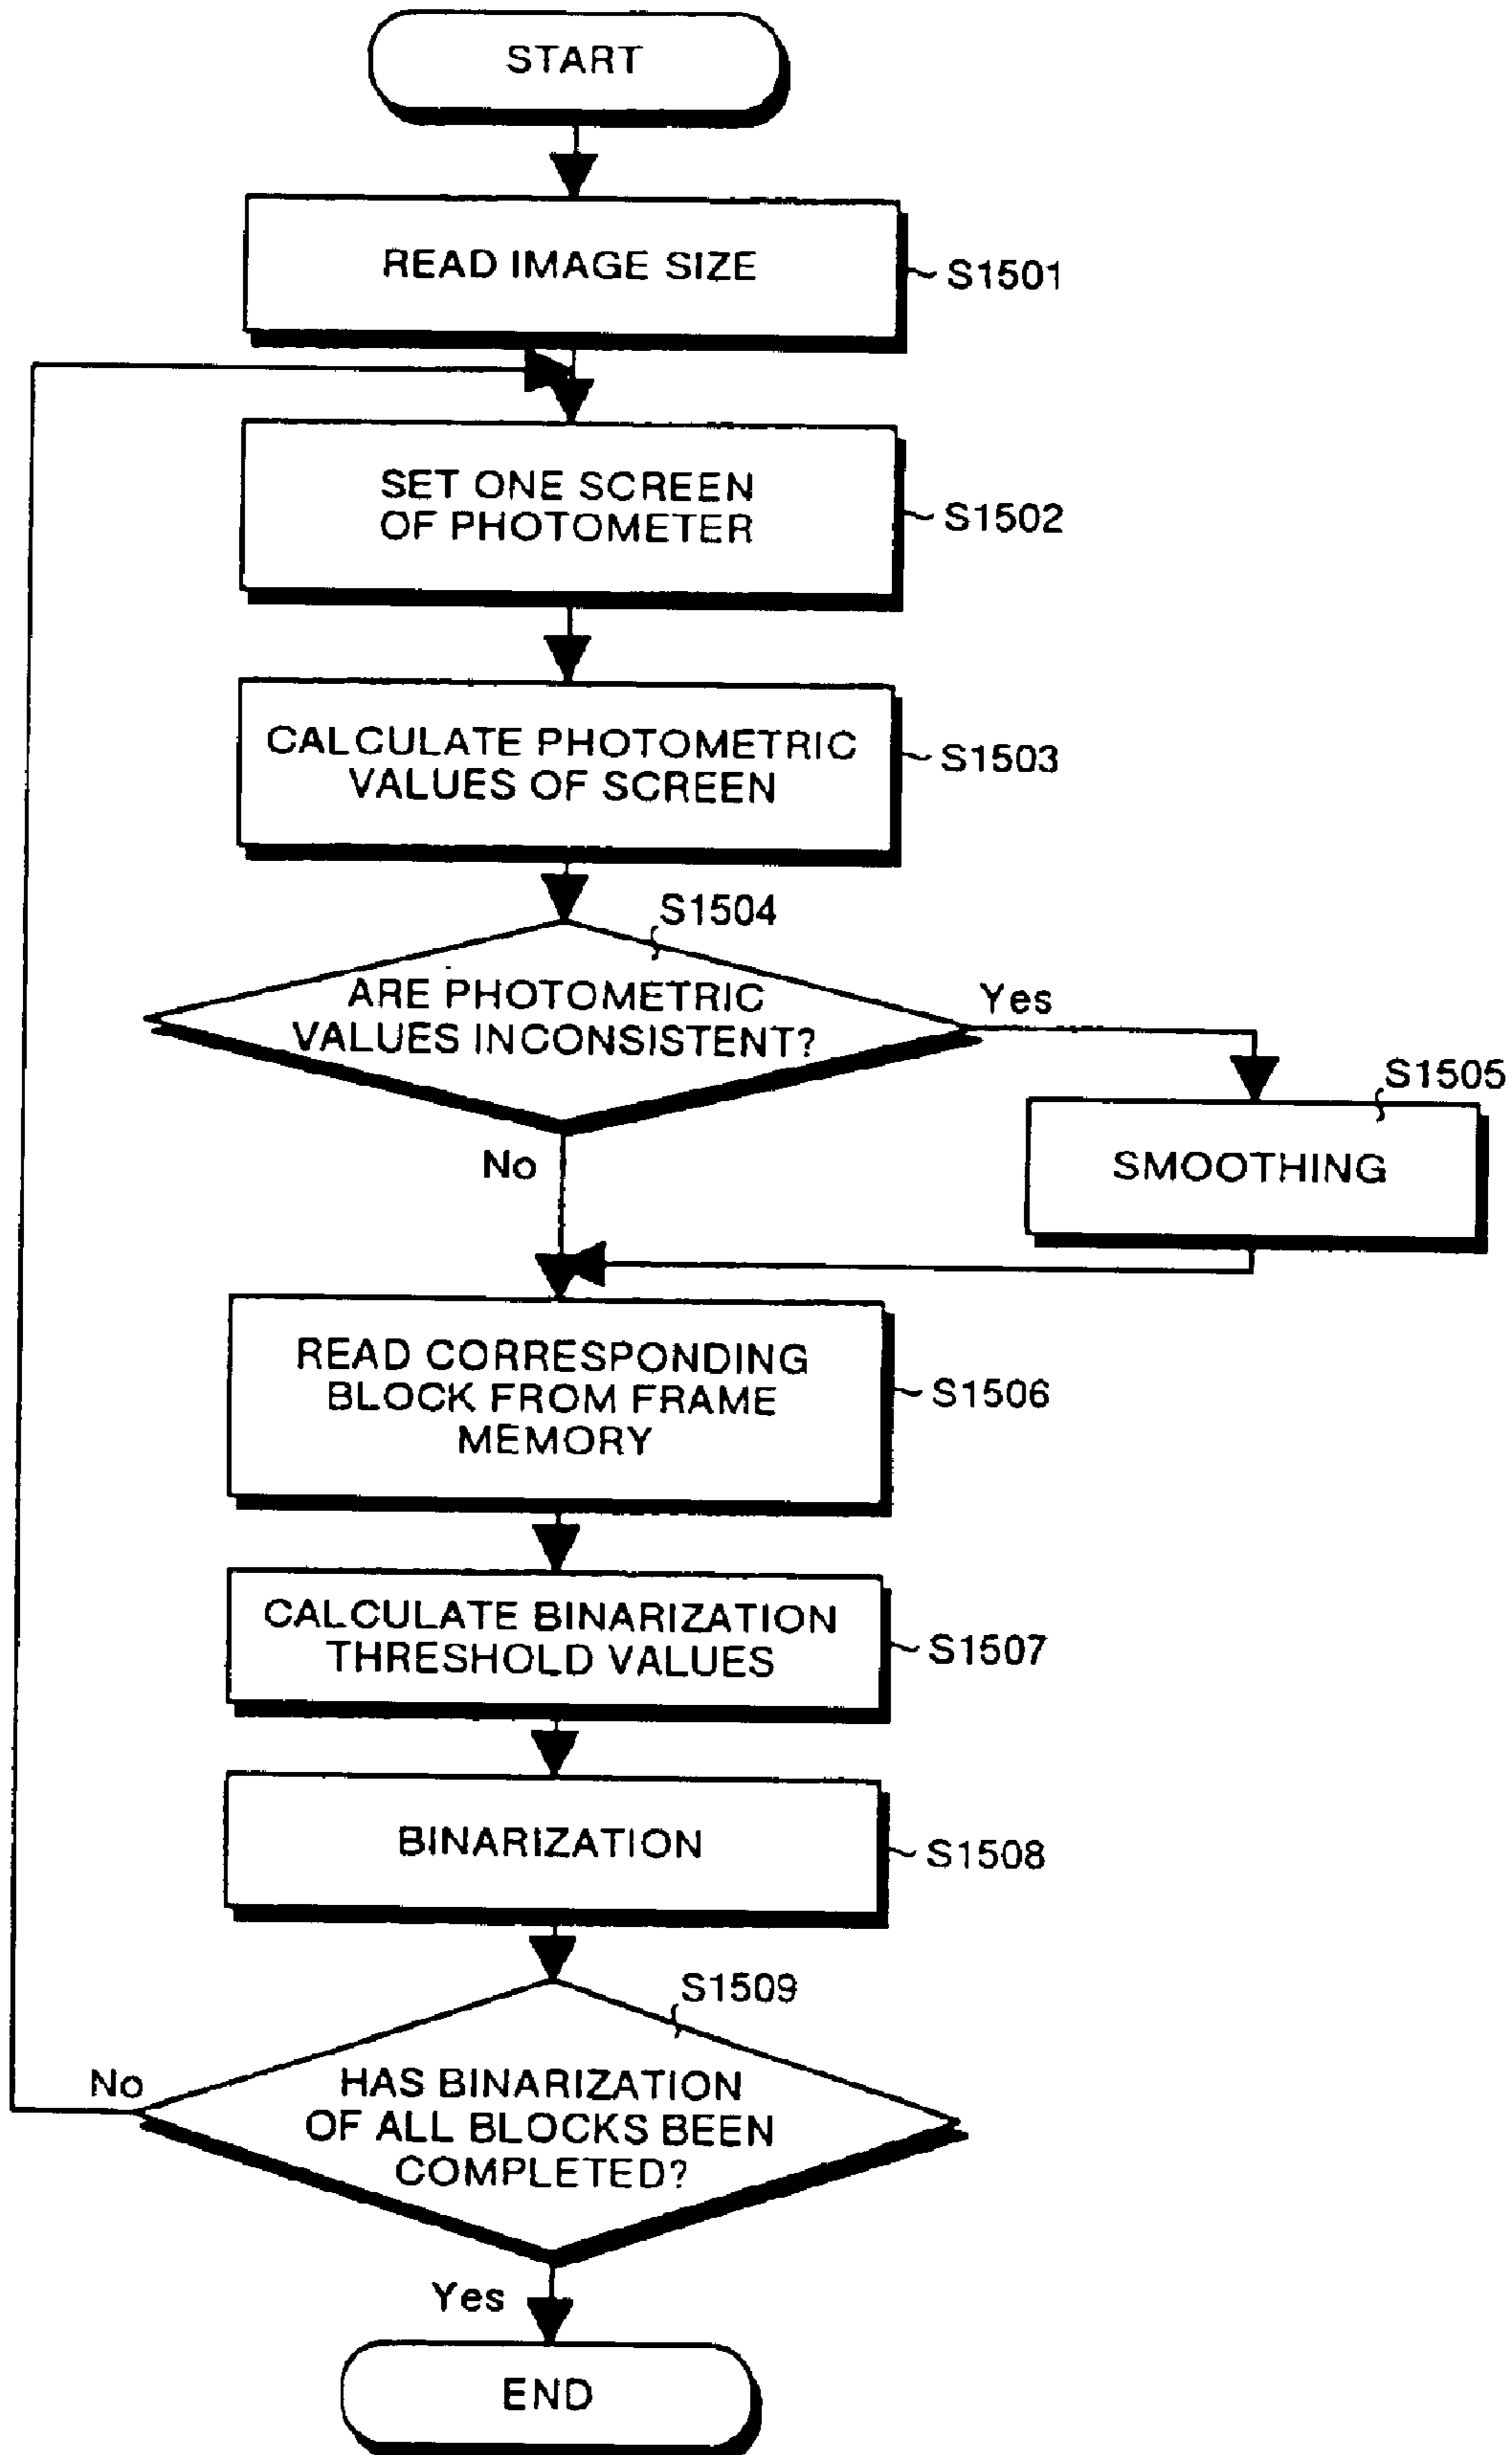 START
READ IMAGE SIZE
S1501
SET ONE SCREEN
OF PHOTOMETER
S1502
CALCULATE PHOTOMETRIC
VALUES OF SCREEN
S1503
S1504
ARE PHOTOMETRIC
VALUES INCONSISTENT?
Yes
S1505
SMOOTHING
No
READ CORRESPONDING
BLOCK FROM FRAME
MEMORY
S1506
CALCULATE BINARIZATION
THRESHOLD VALUES
S1507
BINARIZATION
S1508
S1509
HAS BINARIZATION
OF ALL BLOCKS BEEN
COMPLETED?
No
Yes
END